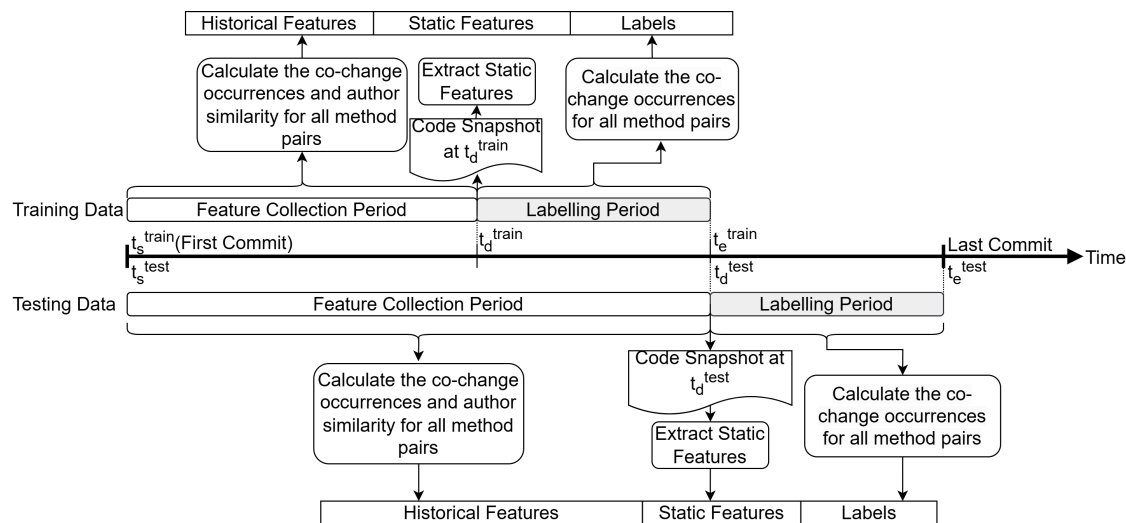 Historical Features Static Features Labels
Calculate the co-change
occurrences and author
similarity for all method
pairs
Extract Static
Features
Code Snapshot
at t_d^train
Calculate the co-
change occurrences
for all method pairs
Training Data Feature Collection Period Labelling Period
t_s^train(First Commit) t_d^train t_e^train Last Commit
Time
t_s^test t_d^test t_e^test
Testing Data Feature Collection Period Labelling Period
Calculate the co-change
occurrences and author
similarity for all method
pairs
Code Snapshot at
t_d^test
Extract Static
Features
Calculate the co-
change occurrences
for all method pairs
Historical Features Static Features Labels